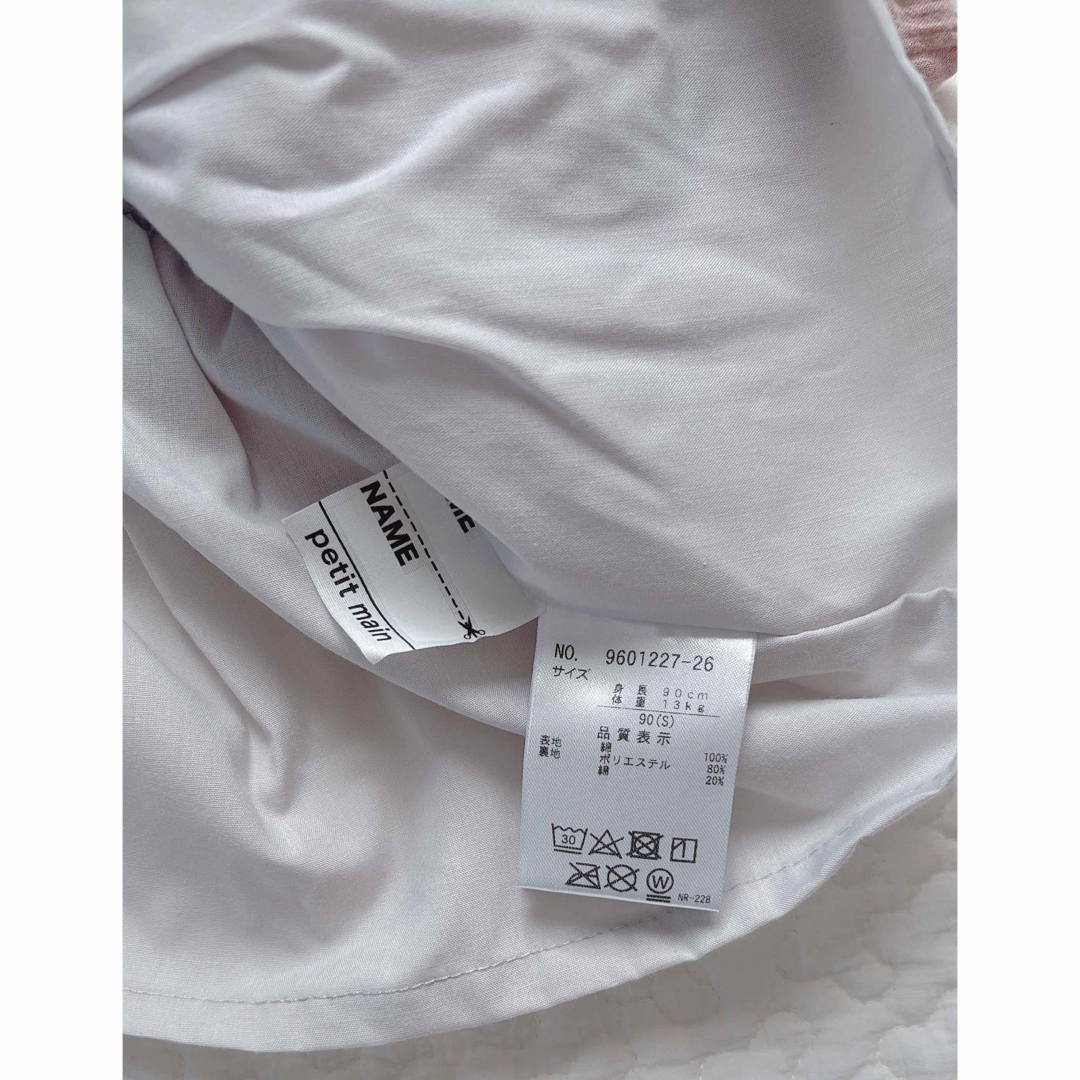 ME
NAME
petit main
NO. 9601227-26
サイズ
身長 90cm
体重 13kg
90(S)
品質表示
表地 綿 100%
裏地 ポリエステル 80%
綿 20%
30
W
NR-228